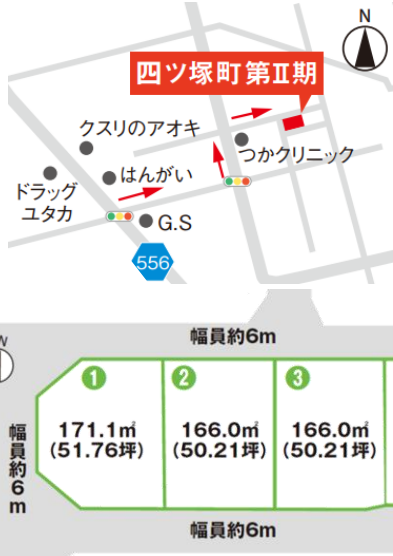 N
四ツ塚町第Ⅱ期
クスリのアオキ
つかクリニック
はんがい
ドラッグ
ユタカ
G.S
556
幅員約6m
1
2
3
幅員約6m
171.1㎡
(51.76坪)
166.0㎡
(50.21坪)
166.0㎡
(50.21坪)
幅員約6m